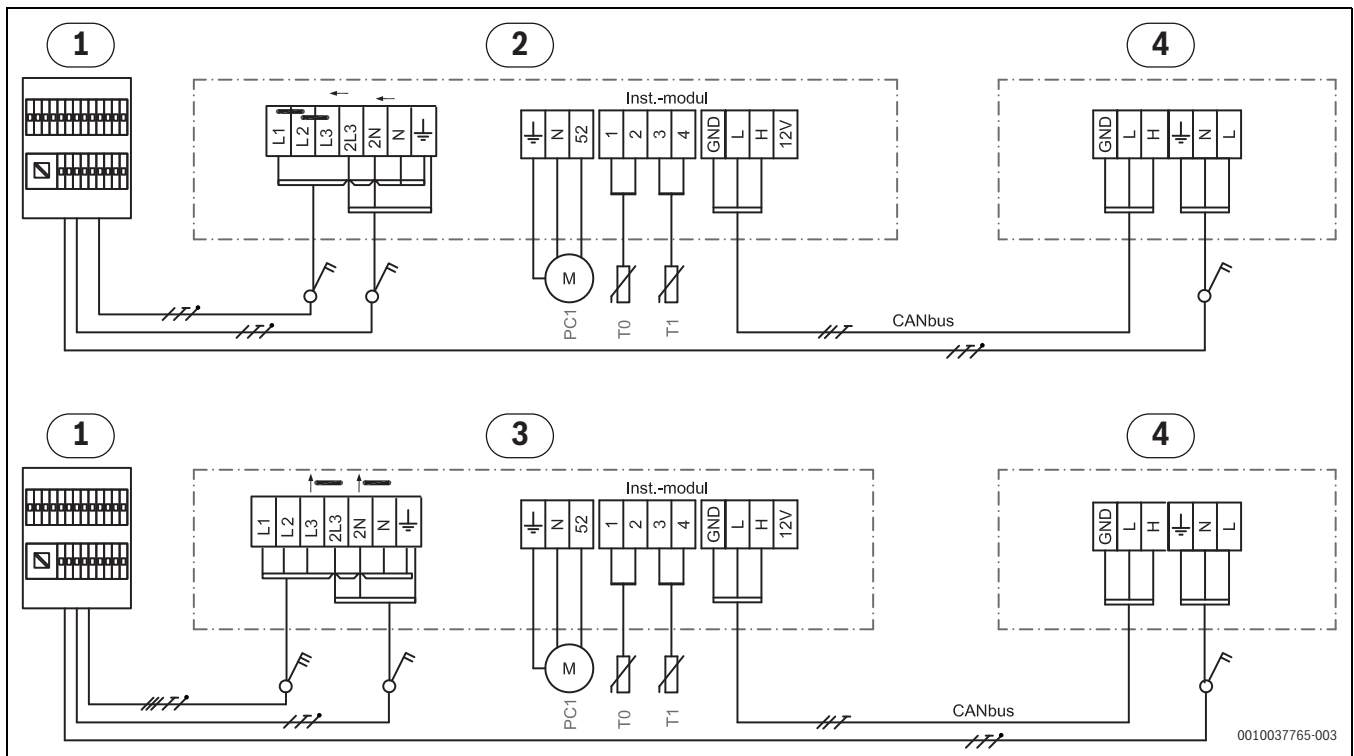 1
2
4
Inst.-modul
L1 L2 L3 2L3 2N N
N 52
1 2 3 4
GND L H 12V
GND L H
N L
M
PC1
T0
T1
CANbus
1
3
4
Inst.-modul
L1 L2 L3 2L3 2N N
N 52
1 2 3 4
GND L H 12V
GND L H
N L
M
PC1
T0
T1
CANbus
0010037765-003